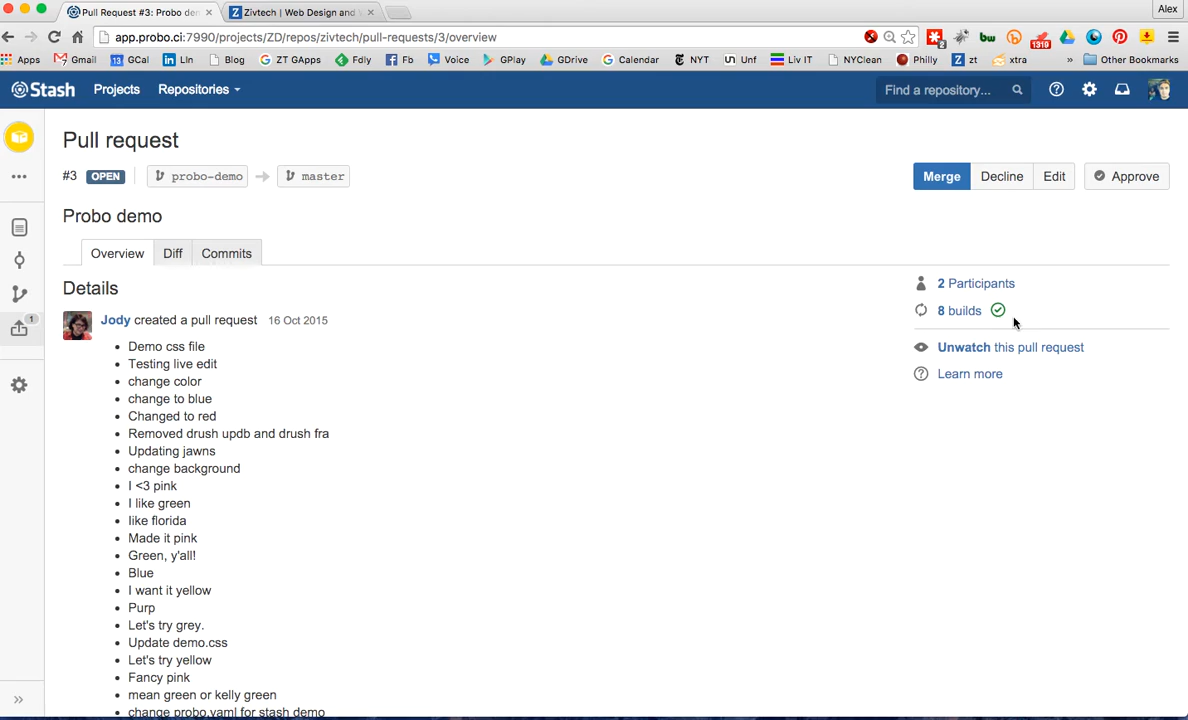 Alex
Pull Request #3: Probo den ×
Zivtech | Web Design and ×
app.probo.ci:7990/projects/ZD/repos/zivtech/pull-requests/3/overview
2
bw
1319
Apps Gmail 13 GCal LIn Blog ZT GApps Fdly Fb Voice GPlay GDrive Calendar NYT Unf Liv IT NYClean Philly zt xtra » Other Bookmarks
Stash Projects Repositories Find a repository...
Pull request
#3 OPEN probo-demo master Merge Decline Edit Approve
Probo demo
Overview Diff Commits
Details
2 Participants
8 builds
Unwatch this pull request
Learn more
1
Jody created a pull request 16 Oct 2015
• Demo css file
• Testing live edit
• change color
• change to blue
• Changed to red
• Removed drush updb and drush fra
• Updating jawns
• change background
• I <3 pink
• I like green
• like florida
• Made it pink
• Green, y'all!
• Blue
• I want it yellow
• Purp
• Let's try grey.
• Update demo.css
• Let's try yellow
• Fancy pink
• mean green or kelly green
• change probo.yaml for stash demo